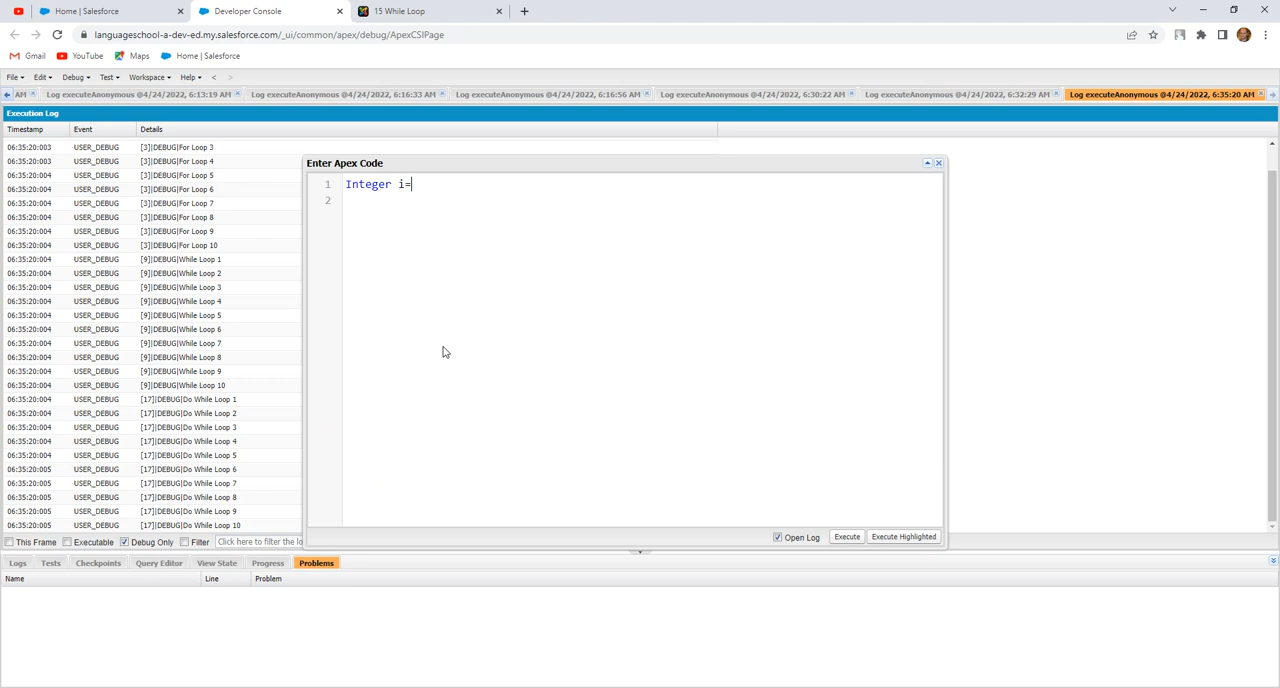 Home | Salesforce
Developer Console
15 While Loop
languageschool-a-dev-ed.my.salesforce.com/_ui/common/apex/debug/ApexCSIPage
Gmail YouTube Maps Home | Salesforce
File Edit Debug Test Workspace Help < >
AM Log executeAnonymous @4/24/2022, 6:13:19 AM Log executeAnonymous @4/24/2022, 6:16:33 AM Log executeAnonymous @4/24/2022, 6:16:56 AM Log executeAnonymous @4/24/2022, 6:30:22 AM Log executeAnonymous @4/24/2022, 6:32:29 AM Log executeAnonymous @4/24/2022, 6:35:20 AM
Execution Log
Timestamp Event Details
06:35:20:003 USER_DEBUG [3]|DEBUG|For Loop 3
06:35:20:003 USER_DEBUG [3]|DEBUG|For Loop 4
06:35:20:004 USER_DEBUG [3]|DEBUG|For Loop 5
06:35:20:004 USER_DEBUG [3]|DEBUG|For Loop 6
06:35:20:004 USER_DEBUG [3]|DEBUG|For Loop 7
06:35:20:004 USER_DEBUG [3]|DEBUG|For Loop 8
06:35:20:004 USER_DEBUG [3]|DEBUG|For Loop 9
06:35:20:004 USER_DEBUG [3]|DEBUG|For Loop 10
06:35:20:004 USER_DEBUG [9]|DEBUG|While Loop 1
06:35:20:004 USER_DEBUG [9]|DEBUG|While Loop 2
06:35:20:004 USER_DEBUG [9]|DEBUG|While Loop 3
06:35:20:004 USER_DEBUG [9]|DEBUG|While Loop 4
06:35:20:004 USER_DEBUG [9]|DEBUG|While Loop 5
06:35:20:004 USER_DEBUG [9]|DEBUG|While Loop 6
06:35:20:004 USER_DEBUG [9]|DEBUG|While Loop 7
06:35:20:004 USER_DEBUG [9]|DEBUG|While Loop 8
06:35:20:004 USER_DEBUG [9]|DEBUG|While Loop 9
06:35:20:004 USER_DEBUG [9]|DEBUG|While Loop 10
06:35:20:004 USER_DEBUG [17]|DEBUG|Do While Loop 1
06:35:20:004 USER_DEBUG [17]|DEBUG|Do While Loop 2
06:35:20:004 USER_DEBUG [17]|DEBUG|Do While Loop 3
06:35:20:004 USER_DEBUG [17]|DEBUG|Do While Loop 4
06:35:20:004 USER_DEBUG [17]|DEBUG|Do While Loop 5
06:35:20:005 USER_DEBUG [17]|DEBUG|Do While Loop 6
06:35:20:005 USER_DEBUG [17]|DEBUG|Do While Loop 7
06:35:20:005 USER_DEBUG [17]|DEBUG|Do While Loop 8
06:35:20:005 USER_DEBUG [17]|DEBUG|Do While Loop 9
06:35:20:005 USER_DEBUG [17]|DEBUG|Do While Loop 10
Enter Apex Code
1 Integer i=
2
Open Log Execute Execute Highlighted
This Frame Executable Debug Only Filter Click here to filter the lo
Logs Tests Checkpoints Query Editor View State Progress Problems
Name Line Problem